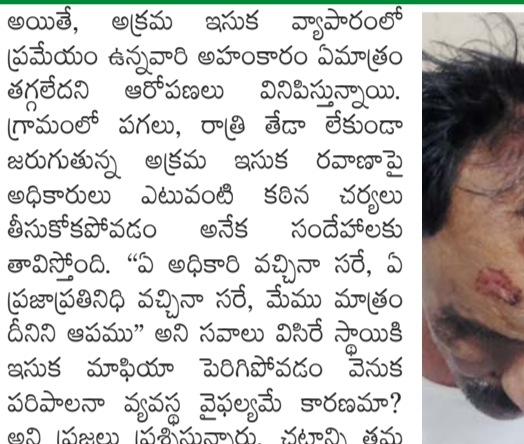 అయితే, అక్రమ ఇసుక వ్యాపారంలో
ప్రమేయం ఉన్నవారి అహంకారం ఏమాత్రం
తగ్గలేదని ఆరోపణలు వినిపిస్తున్నాయి.
గ్రామంలో పగలు, రాత్రి తేడా లేకుండా
జరుగుతున్న అక్రమ ఇసుక రవాణాపై
అధికారులు ఎటువంటి కఠిన చర్యలు
తీసుకోకపోవడం అనేక సందేహాలకు
తావిస్తోంది. “ఏ అధికారి వచ్చినా సరే, ఏ
ప్రజాప్రతినిధి వచ్చినా సరే, మేము మాత్రం
దీనిని ఆపము” అని సవాలు విసిరే స్థాయికి
ఇసుక మాఫియా పెరిగిపోవడం వెనుక
పరిపాలనా వ్యవస్థ వైఫల్యమే కారణమా?
అని ప్రజలు ప్రశ్నిస్తున్నారు. చట్టాన్ని తమ